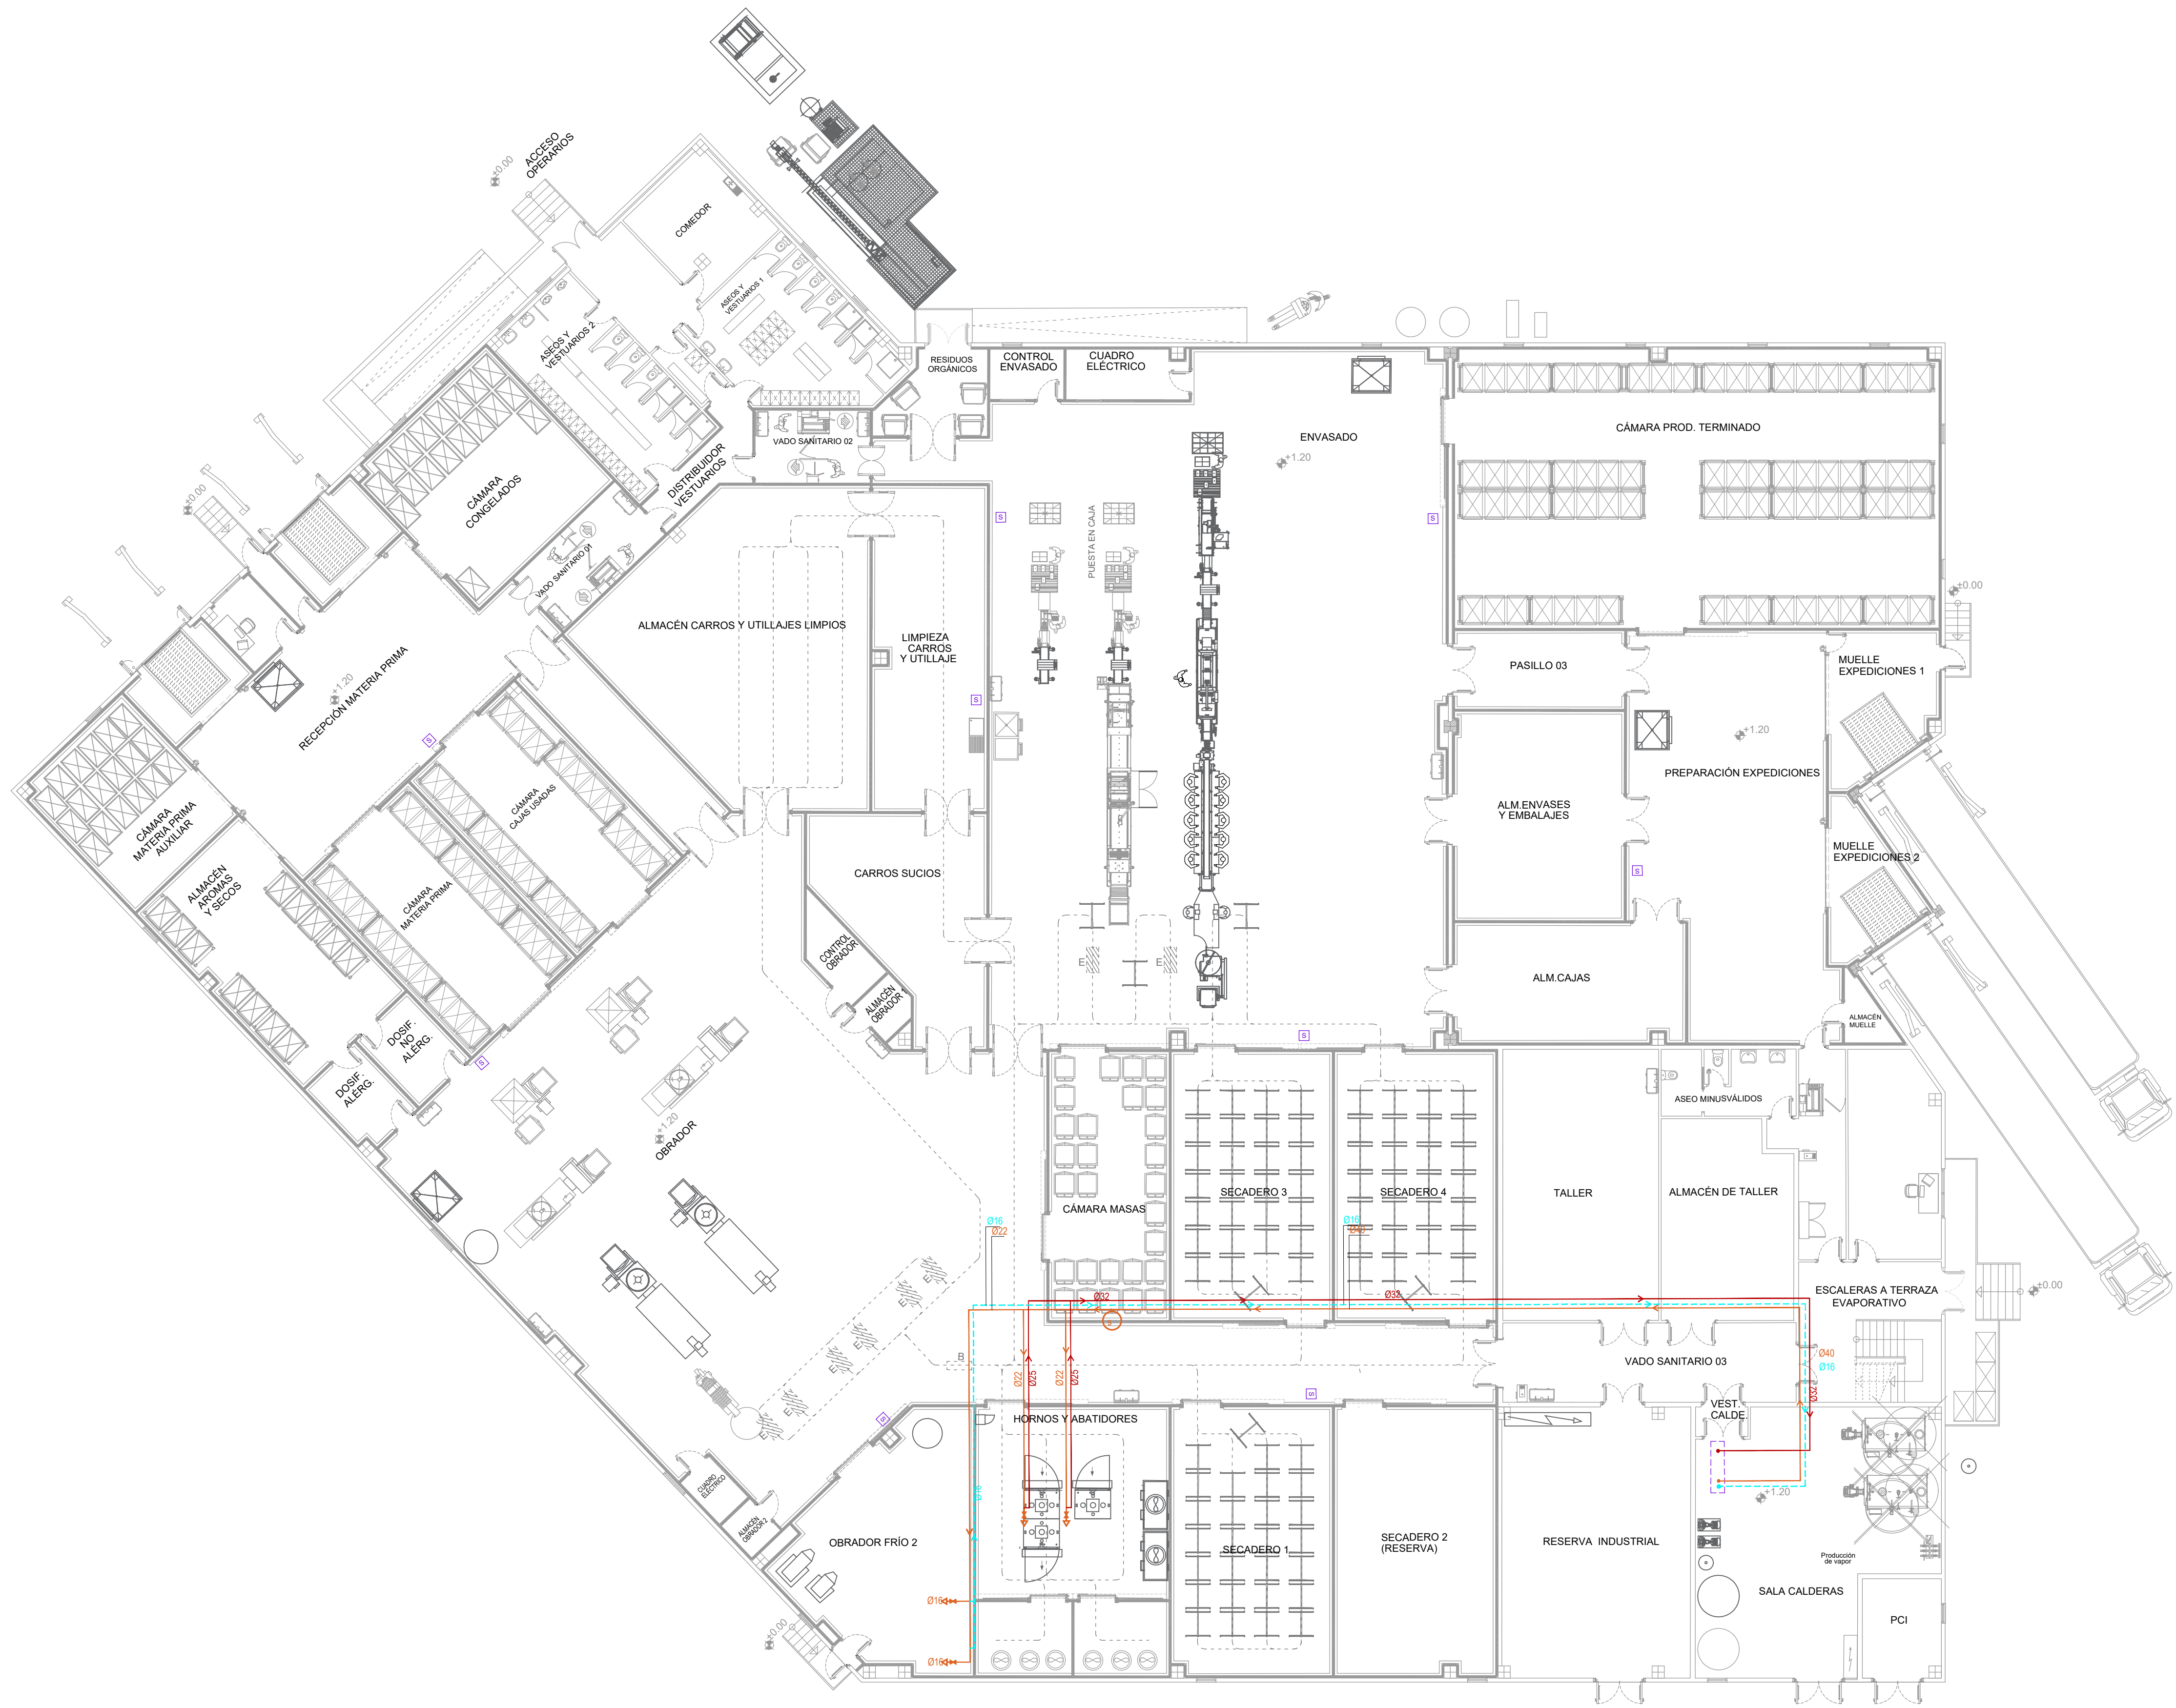 ACCESO
OPERARIOS
±0.00
COMEDOR
ASEOS Y
VESTUARIOS 1
ASEOS Y
VESTUARIOS 2
RESIDUOS
ORGÁNICOS
CONTROL
ENVASADO
CUADRO
ELÉCTRICO
VADO SANITARIO 02
ENVASADO
+1.20
CÁMARA PROD. TERMINADO
DISTRIBUIDOR
VESTUARIOS
CÁMARA
CONGELADOS
±0.00
S
S
PUESTA EN CAJA
VADO SANITARIO 01
±0.00
ALMACÉN CARROS Y UTILLAJES LIMPIOS
LIMPIEZA
CARROS
Y UTILLAJE
PASILLO 03
MUELLE
EXPEDICIONES 1
RECEPCIÓN MATERIA PRIMA
+1.20
S
S
+1.20
PREPARACIÓN EXPEDICIONES
CÁMARA
CAJAS USADAS
ALM.ENVASES
Y EMBALAJES
CÁMARA
MATERIA PRIMA
AUXILIAR
MUELLE
EXPEDICIONES 2
CARROS SUCIOS
S
ALMACÉN
AROMAS
Y SECOS
CÁMARA
MATERIA PRIMA
CONTROL
OBRADOR
E
E
ALM.CAJAS
ALMACÉN
OBRADOR 1
ALMACÉN
MUELLE
DOSIF.
NO
ALÉRG.
S
S
DOSIF.
ALÉRG.
ASEO MINUSVÁLIDOS
+1.20
OBRADOR
CÁMARA MASAS
SECADERO 3
SECADERO 4
TALLER
ALMACÉN DE TALLER
Ø16
Ø22
Ø16
Ø40
E
E
ESCALERAS A TERRAZA
EVAPORATIVO
±0.00
Ø32
Ø32
S
E
E
B
VADO SANITARIO 03
Ø40
Ø16
Ø22
Ø25
Ø22
Ø25
S
Ø32
E
E
S
HORNOS Y ABATIDORES
VEST.
CALDE.
CUADRO
ELÉCTRICO
Ø16
+1.20
ALMACÉN
OBRADOR 2
OBRADOR FRÍO 2
SECADERO 1
SECADERO 2
(RESERVA)
RESERVA INDUSTRIAL
Producción
de vapor
SALA CALDERAS
Ø16
PCI
±0.00
Ø16